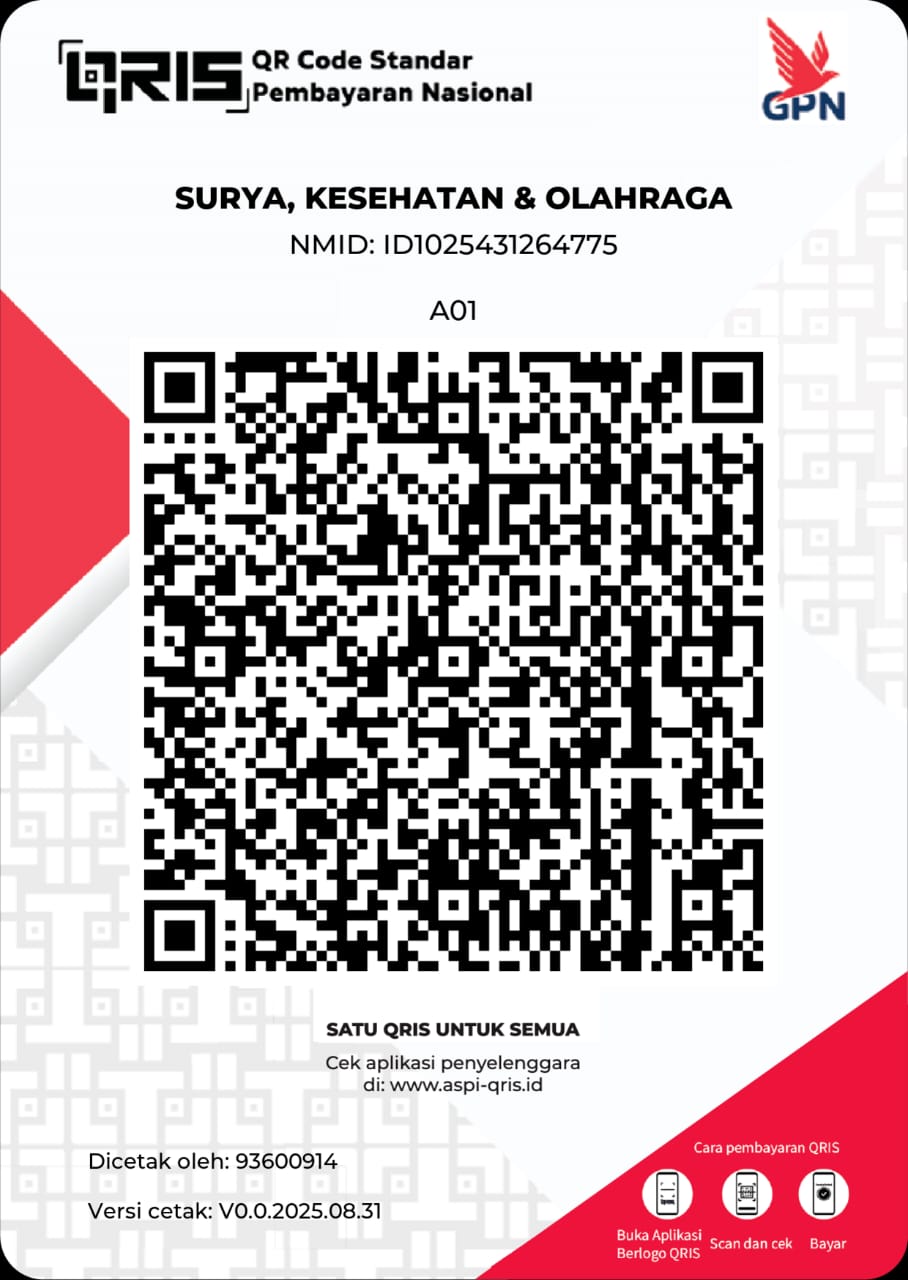 QRIS QR Code Standar
Pembayaran Nasional
GPN
SURYA, KESEHATAN & OLAHRAGA
NMID: ID1025431264775
A01
SATU QRIS UNTUK SEMUA
Cek aplikasi penyelenggara
di: www.aspi-qris.id
Dicetak oleh: 93600914
Versi cetak: V0.0.2025.08.31
Cara pembayaran QRIS
Buka Aplikasi
Berlogo QRIS
Scan dan cek
Bayar